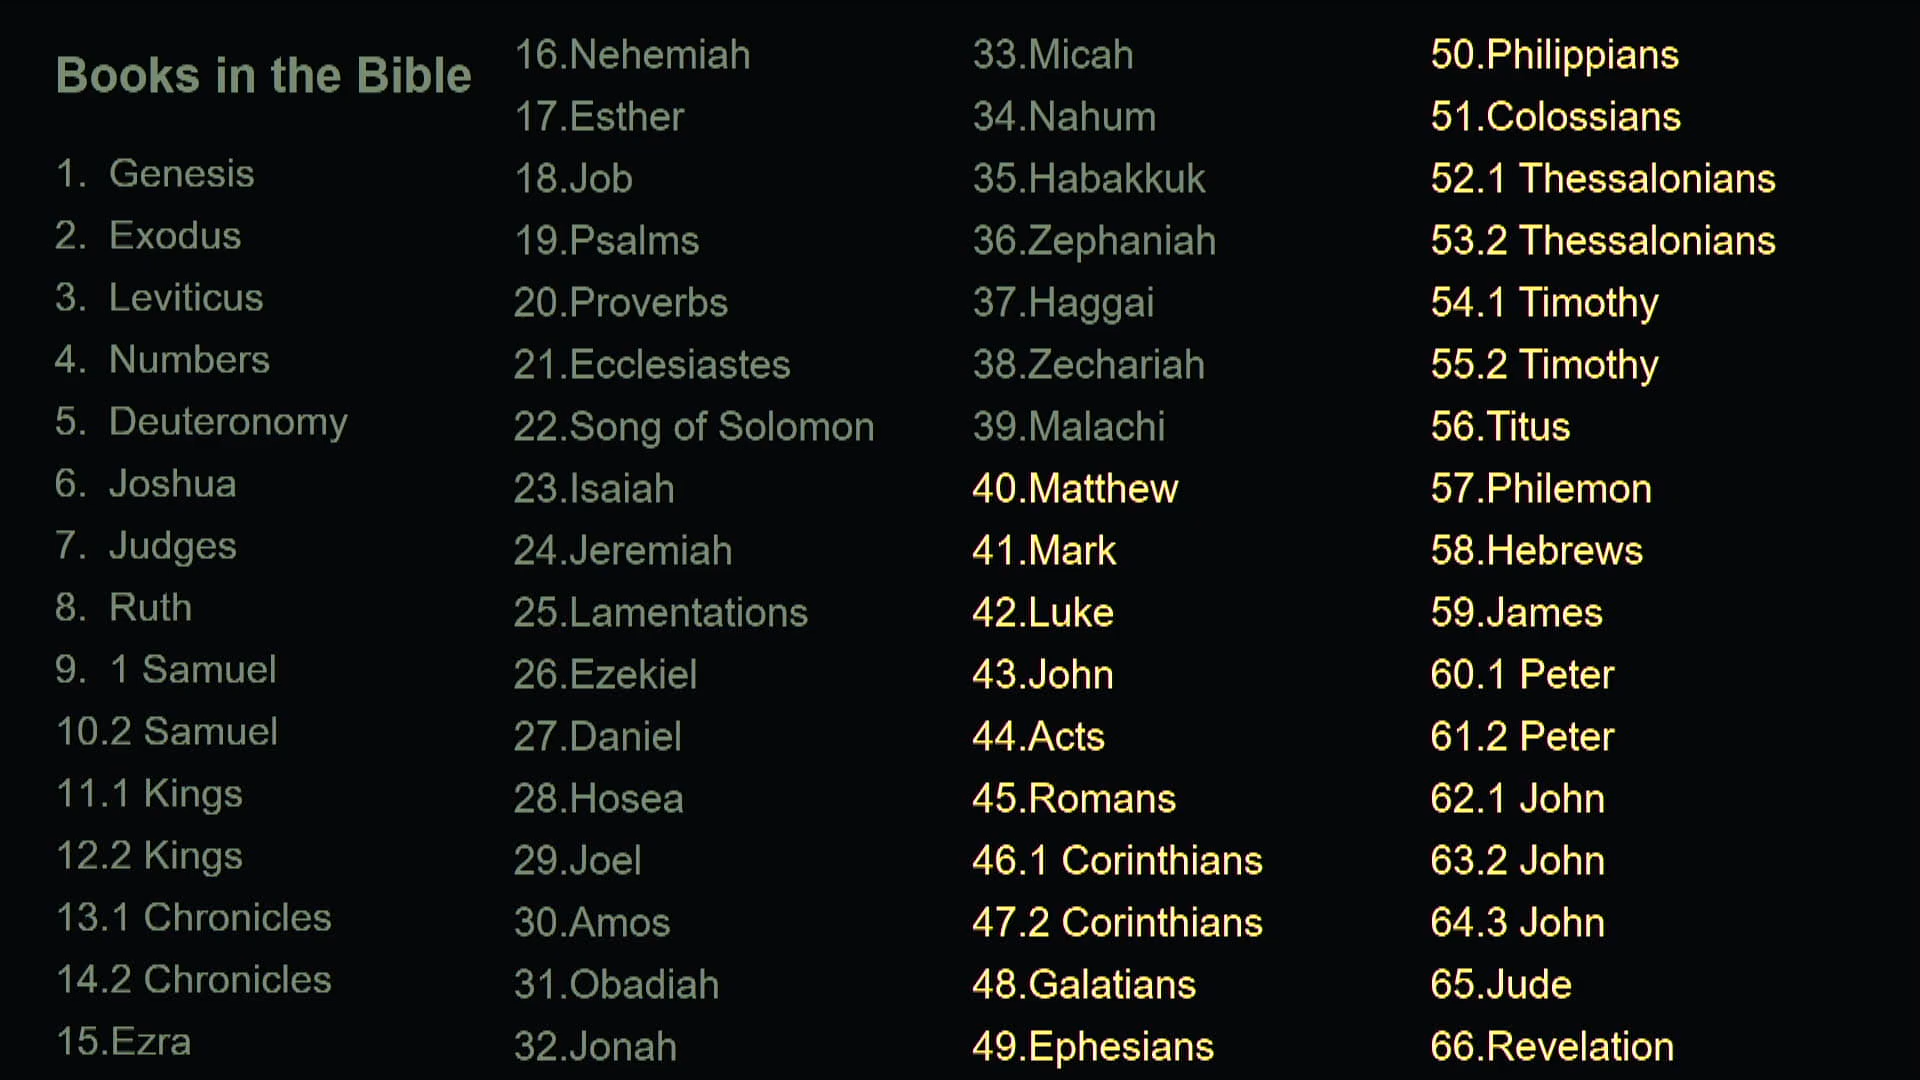 Books in the Bible
1. Genesis
2. Exodus
3. Leviticus
4. Numbers
5. Deuteronomy
6. Joshua
7. Judges
8. Ruth
9. 1 Samuel
10.2 Samuel
11.1 Kings
12.2 Kings
13.1 Chronicles
14.2 Chronicles
15.Ezra
16.Nehemiah
17.Esther
18.Job
19.Psalms
20.Proverbs
21.Ecclesiastes
22.Song of Solomon
23.Isaiah
24.Jeremiah
25.Lamentations
26.Ezekiel
27.Daniel
28.Hosea
29.Joel
30.Amos
31.Obadiah
32.Jonah
33.Micah
34.Nahum
35.Habakkuk
36.Zephaniah
37.Haggai
38.Zechariah
39.Malachi
40.Matthew
41.Mark
42.Luke
43.John
44.Acts
45.Romans
46.1 Corinthians
47.2 Corinthians
48.Galatians
49.Ephesians
50.Philippians
51.Colossians
52.1 Thessalonians
53.2 Thessalonians
54.1 Timothy
55.2 Timothy
56.Titus
57.Philemon
58.Hebrews
59.James
60.1 Peter
61.2 Peter
62.1 John
63.2 John
64.3 John
65.Jude
66.Revelation